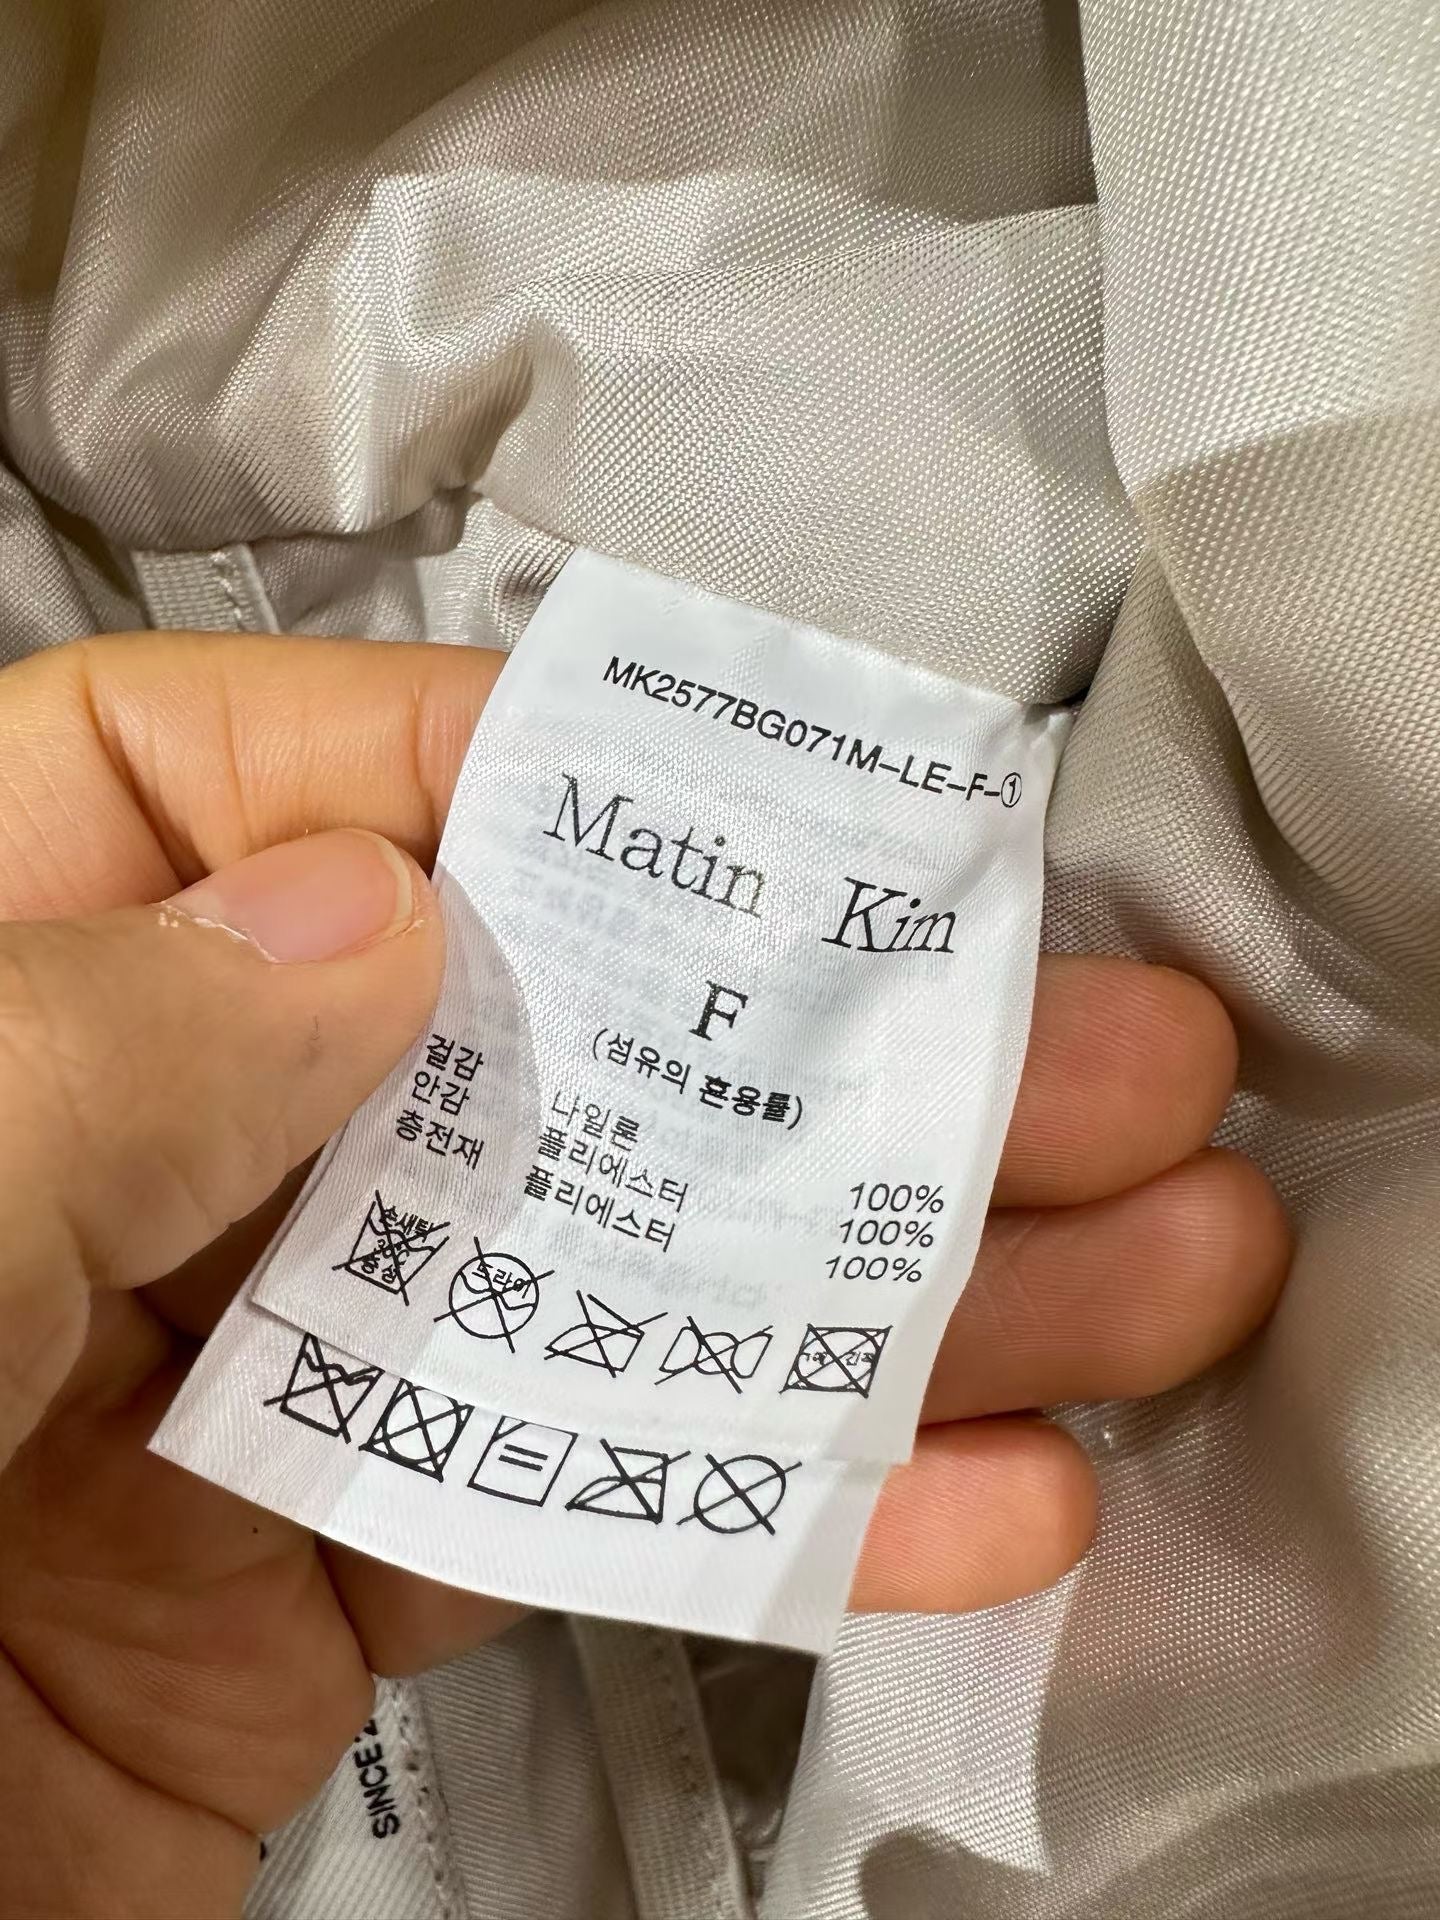 MK2577BG071M-LE-F-①
Matin Kim
F
(섬유의 혼용률)
겉감 나일론 100%
안감 폴리에스터 100%
충전재 폴리에스터 100%
손세탁 드라이
중성
SINCE